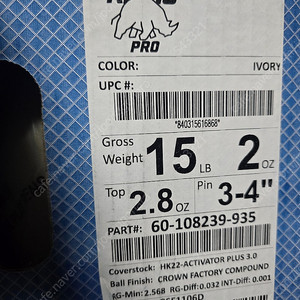 PRO
COLOR: IVORY
UPC #:
*840315616868*
Gross Weight 15 LB 2 OZ
Top 2.8 OZ Pin 3-4"
PART#: 60-108239-935
Coverstock: HK22-ACTIVATOR PLUS 3.0
Ball Finish: CROWN FACTORY COMPOUND
RG-Min: 2.568 RG-Diff: 0.032 INT-Diff: 0.001